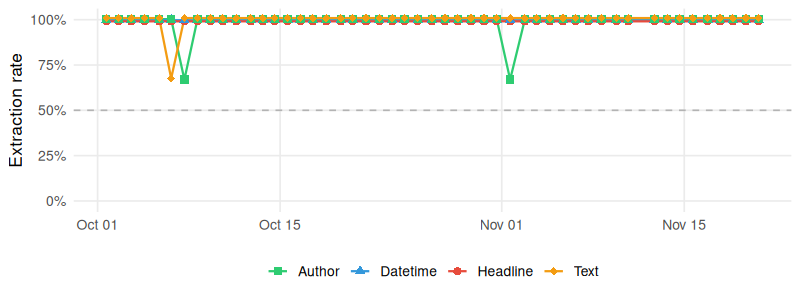 Extraction rate
100%
75%
50%
25%
0%
Oct 01 Oct 15 Nov 01 Nov 15
Author Datetime Headline Text